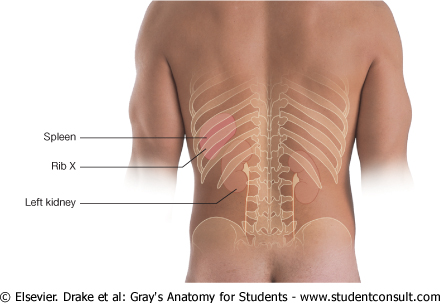 Spleen
Rib X
Left kidney
© Elsevier. Drake et al: Gray's Anatomy for Students - www.studentconsult.com